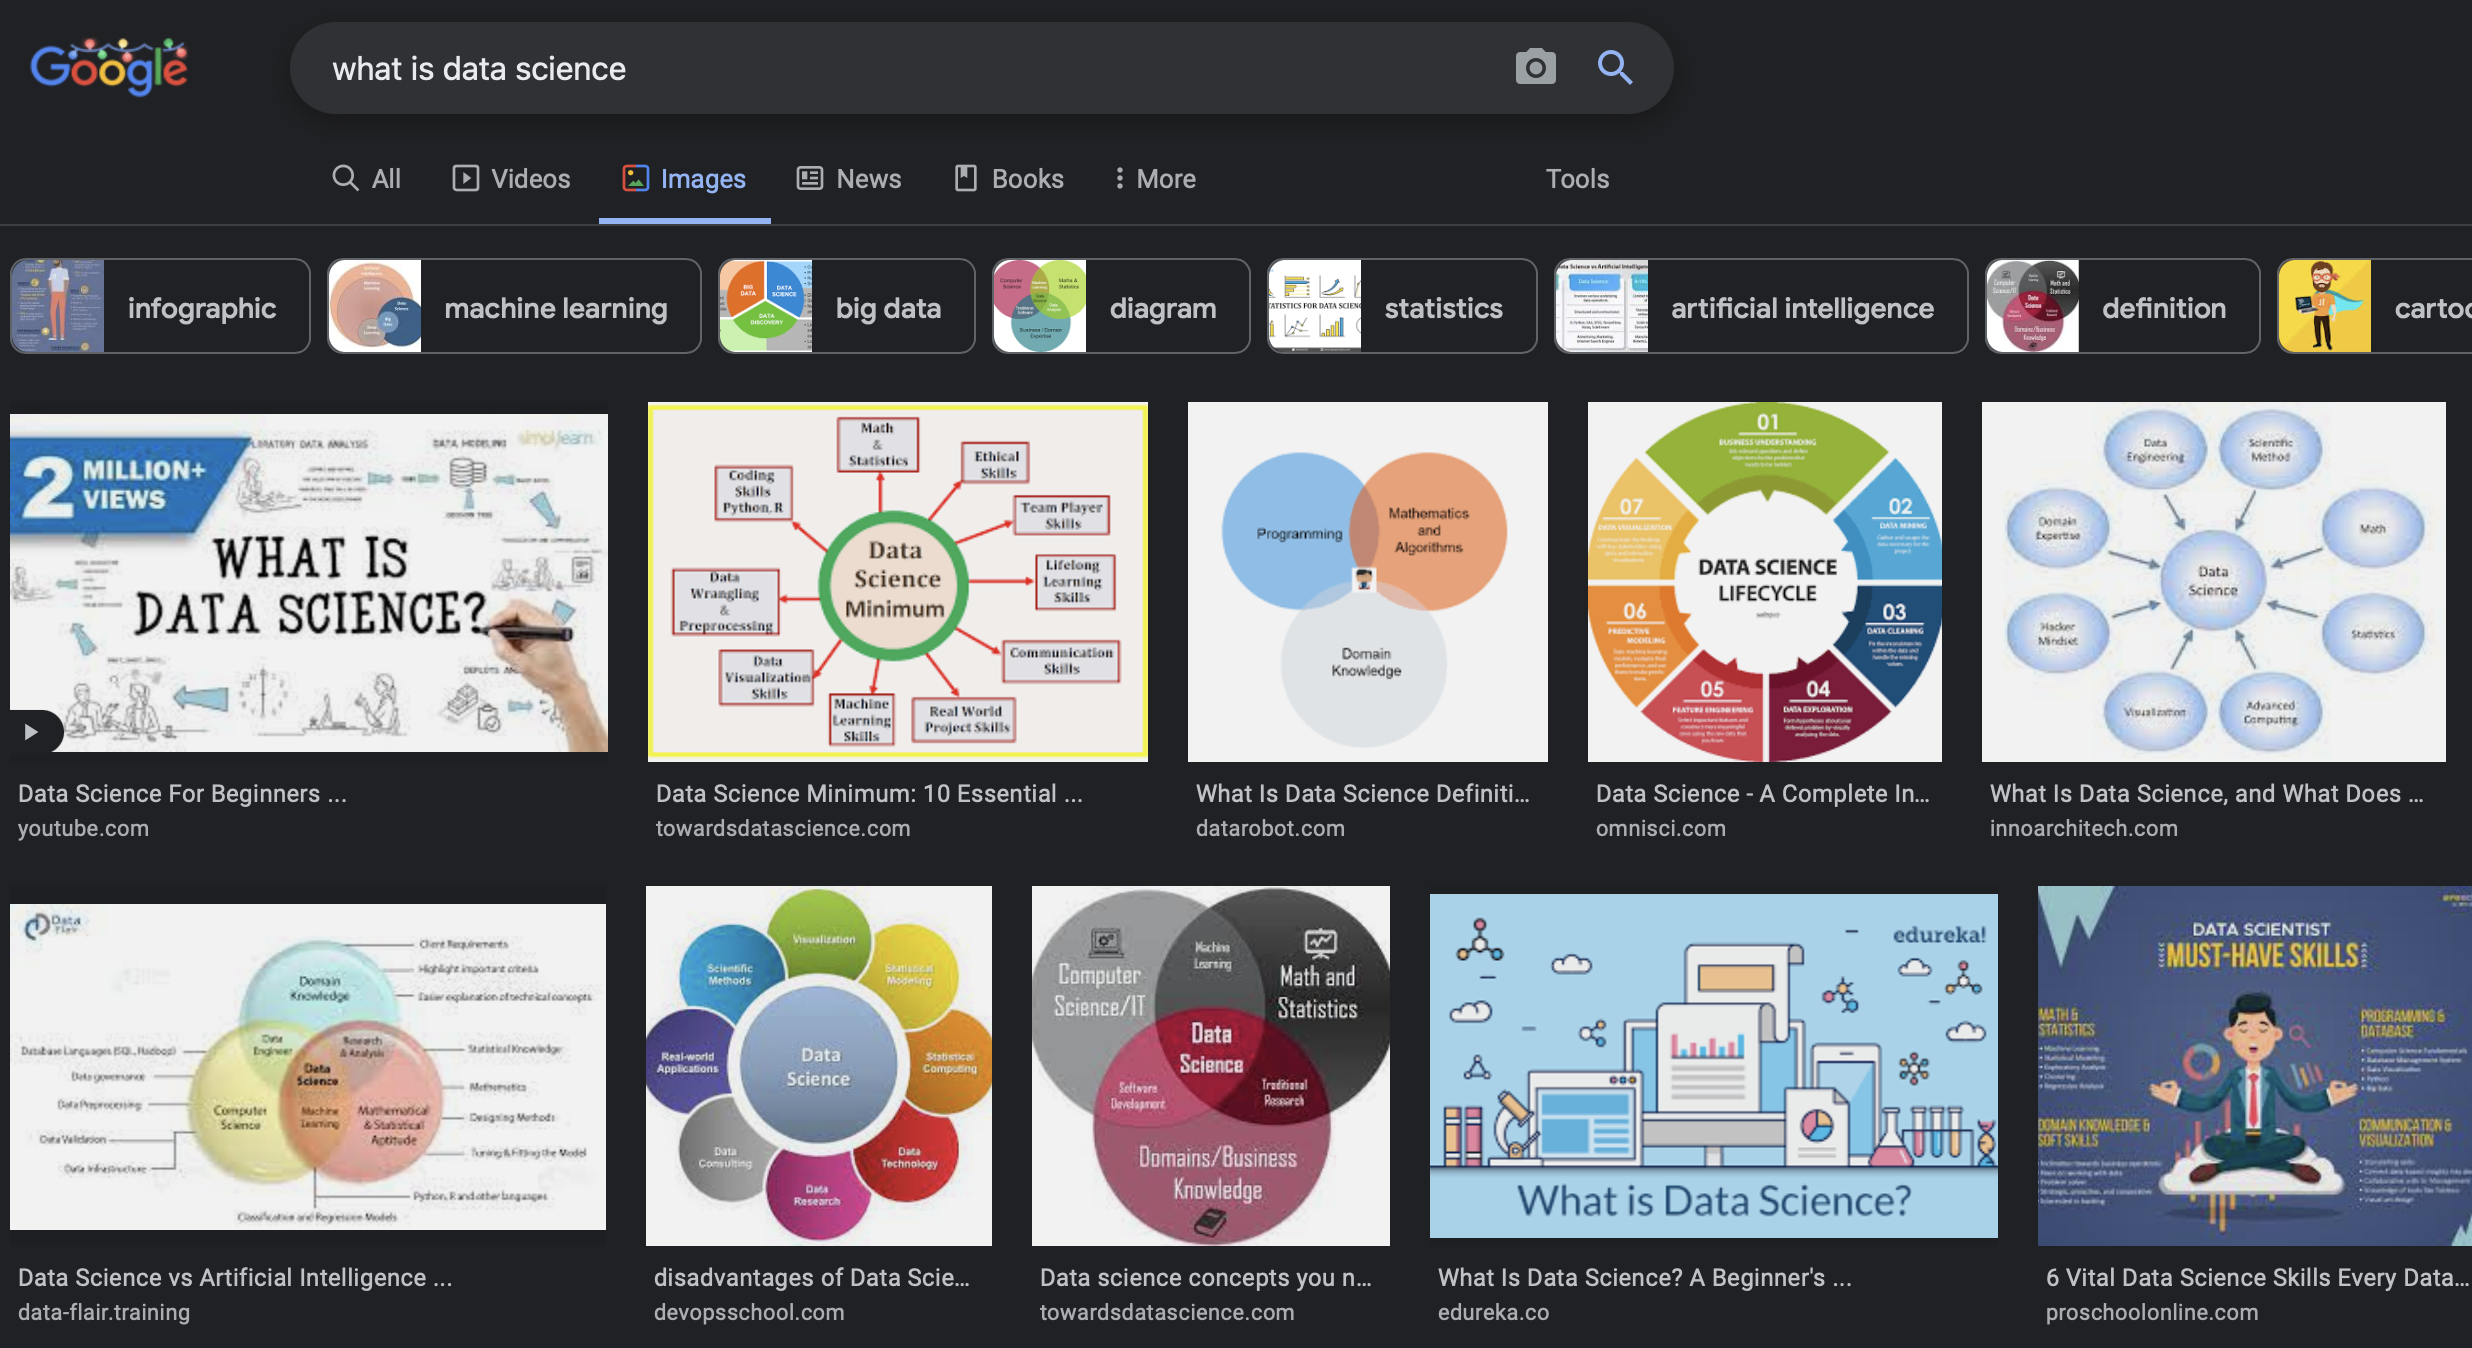 Google
what is data science
All
Videos
Images
News
Books
More
Tools
infographic
machine learning
big data
diagram
statistics
artificial intelligence
definition
BIG DATA
DATA SCIENCE
DATA DISCOVERY
2 MILLION+
VIEWS
DATA MODELING
simplilearn
WHAT IS
DATA SCIENCE?
Data Science For Beginners ...
youtube.com
Math
&
Statistics
Ethical
Skills
Coding
Skills
Python, R
Team Player
Skills
Data
Science
Minimum
Lifelong
Learning
Skills
Data
Wrangling
&
Preprocessing
Communication
Skills
Data
Visualization
Skills
Machine
Learning
Skills
Real World
Project Skills
Data Science Minimum: 10 Essential ...
towardsdatascience.com
Programming
Mathematics
and
Algorithms
Domain
Knowledge
What Is Data Science Definiti...
datarobot.com
01
BUSINESS UNDERSTANDING
02
DATA MINING
03
DATA CLEANING
04
DATA EXPLORATION
05
FEATURE ENGINEERING
06
PREDICTIVE
MODELING
07
DATA VISUALIZATION
DATA SCIENCE
LIFECYCLE
Data Science - A Complete In...
omnisci.com
Data
Engineering
Scientific
Method
Domain
Expertise
Math
Data
Science
Hacker
Mindset
Statistics
Visualization
Advanced
Computing
What Is Data Science, and What Does ...
innoarchitech.com
Data
Flair
Client Requirements
Highlight important criteria
Easier explanation of technical concepts
Domain
Knowledge
Data
Engineer
Research
& Analysis
Database Languages (SQL, Hadoop)
Data governance
Data Preprocessing
Data Validation
Data Infrastructure
Data
Science
Computer
Science
Machine
Learning
Mathematical
& Statistical
Aptitude
Statistical Knowledge
Mathematics
Designing Methods
Tuning & Fitting the Model
Python, R and other languages
Classification and Regression Models
Data Science vs Artificial Intelligence ...
data-flair.training
Visualization
Scientific
Methods
Statistical
Modeling
Real-world
Applications
Data
Science
Statistical
Computing
Data
Consulting
Data
Technology
Data
Research
disadvantages of Data Scie...
devopsschool.com
Computer
Science/IT
Machine
Learning
Math and
Statistics
Data
Science
Software
Development
Traditional
Research
Domains/Business
Knowledge
Data science concepts you n...
towardsdatascience.com
edureka!
What is Data Science?
What Is Data Science? A Beginner's ...
edureka.co
DATA SCIENTIST
MUST-HAVE SKILLS
MATH &
STATISTICS
PROGRAMMING &
DATABASE
DOMAIN KNOWLEDGE &
SOFT SKILLS
COMMUNICATION &
VISUALIZATION
6 Vital Data Science Skills Every Data...
proschoolonline.com